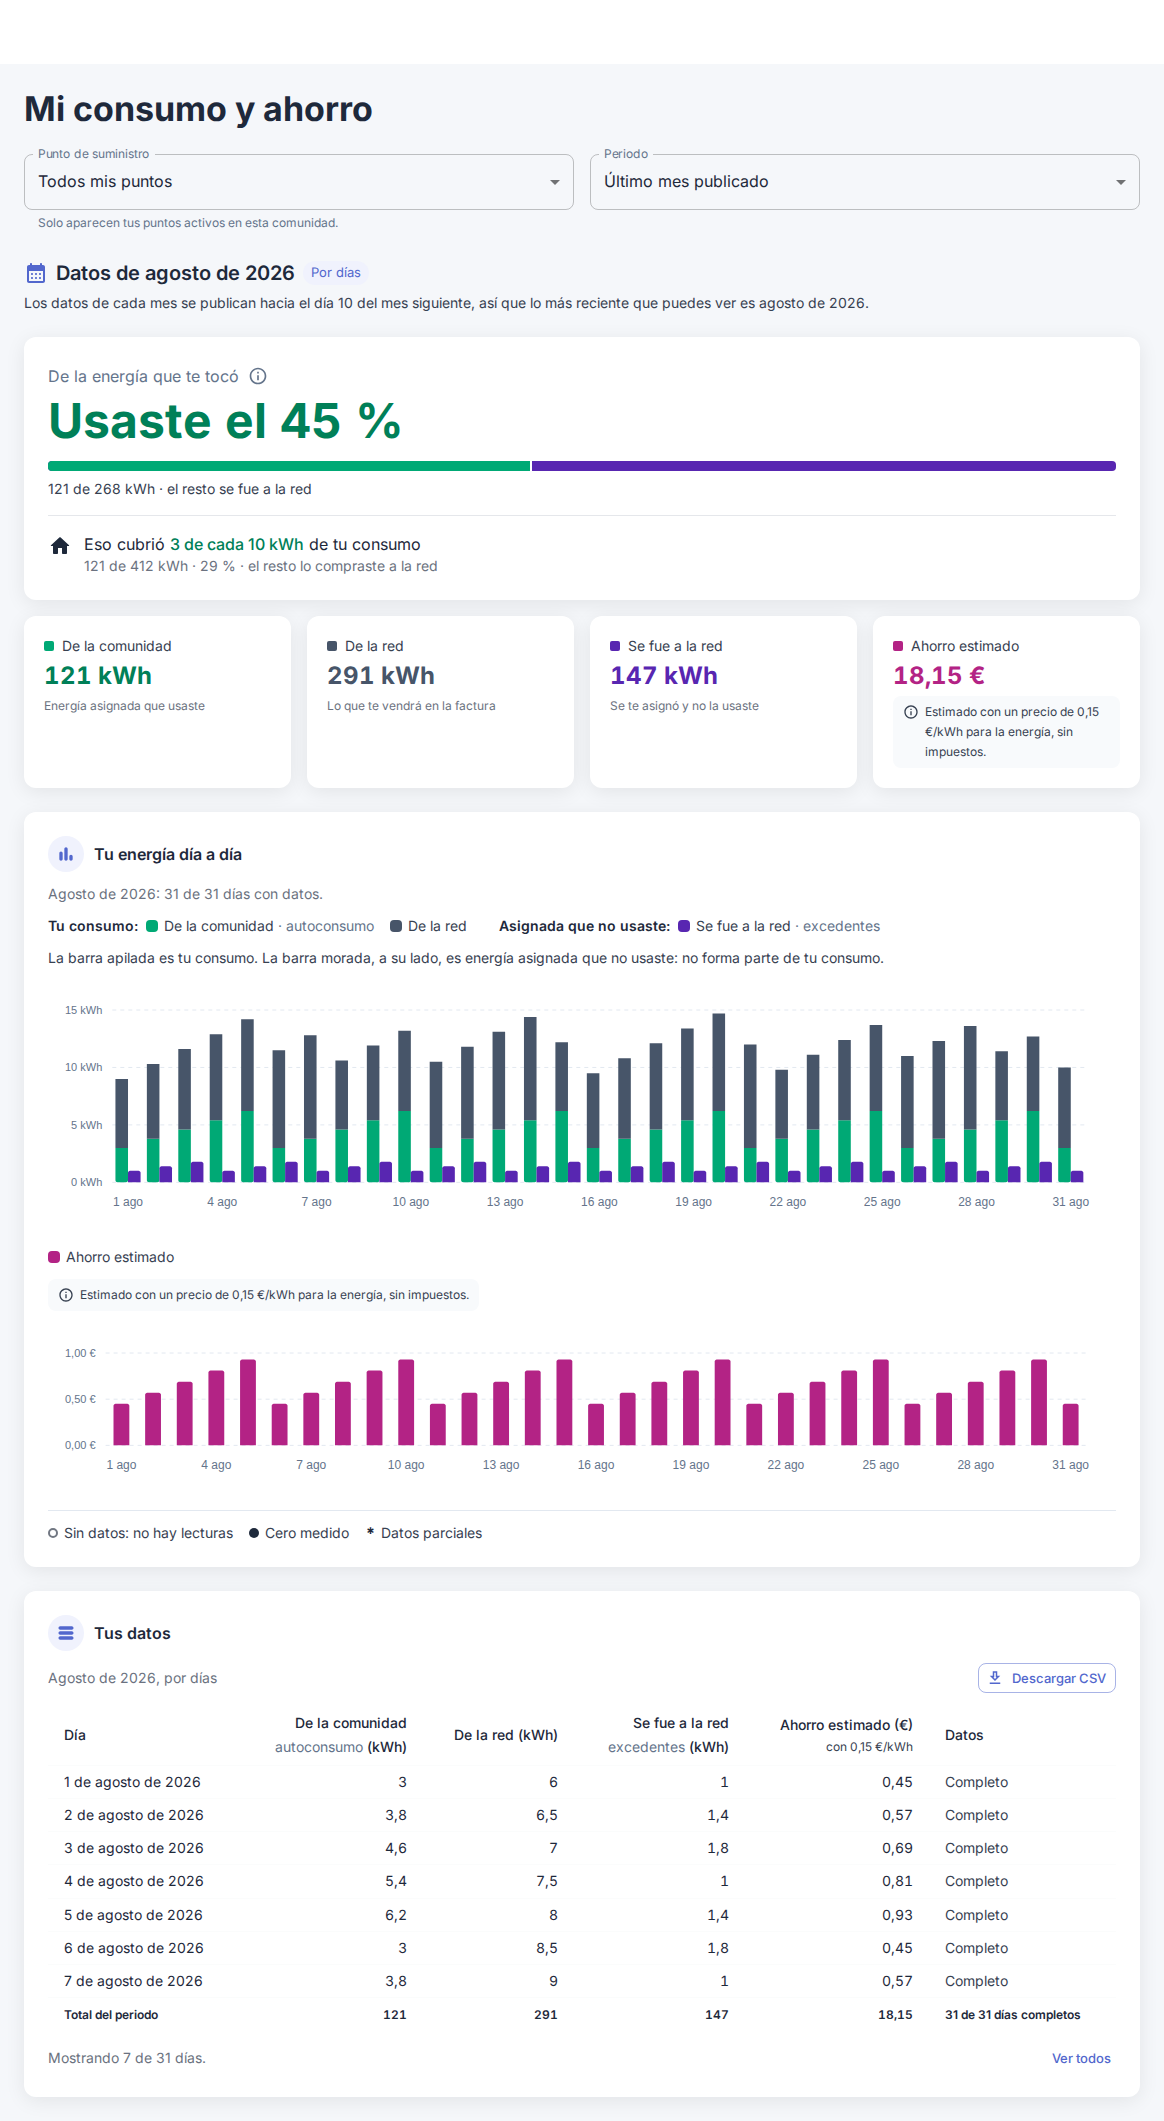 Mi consumo y ahorro
Punto de suministro
Todos mis puntos
Solo aparecen tus puntos activos en esta comunidad.
Periodo
Último mes publicado
Datos de agosto de 2026 Por días
Los datos de cada mes se publican hacia el día 10 del mes siguiente, así que lo más reciente que puedes ver es agosto de 2026.
De la energía que te tocó
Usaste el 45 %
121 de 268 kWh · el resto se fue a la red
Eso cubrió 3 de cada 10 kWh de tu consumo
121 de 412 kWh · 29 % · el resto lo compraste a la red
De la comunidad
121 kWh
Energía asignada que usaste
De la red
291 kWh
Lo que te vendrá en la factura
Se fue a la red
147 kWh
Se te asignó y no la usaste
Ahorro estimado
18,15 €
Estimado con un precio de 0,15
€/kWh para la energía, sin
impuestos.
Tu energía día a día
Agosto de 2026: 31 de 31 días con datos.
Tu consumo: De la comunidad · autoconsumo De la red Asignada que no usaste: Se fue a la red · excedentes
La barra apilada es tu consumo. La barra morada, a su lado, es energía asignada que no usaste: no forma parte de tu consumo.
15 kWh
10 kWh
5 kWh
0 kWh
1 ago 4 ago 7 ago 10 ago 13 ago 16 ago 19 ago 22 ago 25 ago 28 ago 31 ago
Ahorro estimado
Estimado con un precio de 0,15 €/kWh para la energía, sin impuestos.
1,00 €
0,50 €
0,00 €
1 ago 4 ago 7 ago 10 ago 13 ago 16 ago 19 ago 22 ago 25 ago 28 ago 31 ago
Sin datos: no hay lecturas Cero medido * Datos parciales
Tus datos
Agosto de 2026, por días Descargar CSV
Día De la comunidad autoconsumo (kWh) De la red (kWh) Se fue a la red excedentes (kWh) Ahorro estimado (€) con 0,15 €/kWh Datos
1 de agosto de 2026 3 6 1 0,45 Completo
2 de agosto de 2026 3,8 6,5 1,4 0,57 Completo
3 de agosto de 2026 4,6 7 1,8 0,69 Completo
4 de agosto de 2026 5,4 7,5 1 0,81 Completo
5 de agosto de 2026 6,2 8 1,4 0,93 Completo
6 de agosto de 2026 3 8,5 1,8 0,45 Completo
7 de agosto de 2026 3,8 9 1 0,57 Completo
Total del periodo 121 291 147 18,15 31 de 31 días completos
Mostrando 7 de 31 días. Ver todos